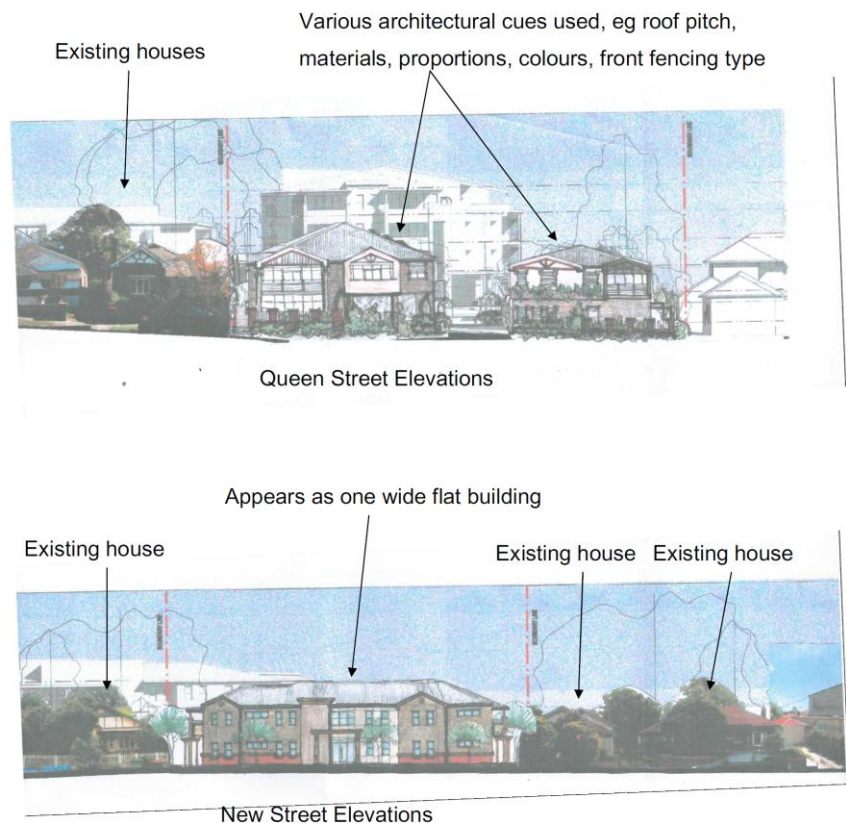 Various architectural cues used, eg roof pitch,
Existing houses
materials, proportions, colours, front fencing type
Queen Street Elevations
Appears as one wide flat building
Existing house
Existing house
Existing house
New Street Elevations